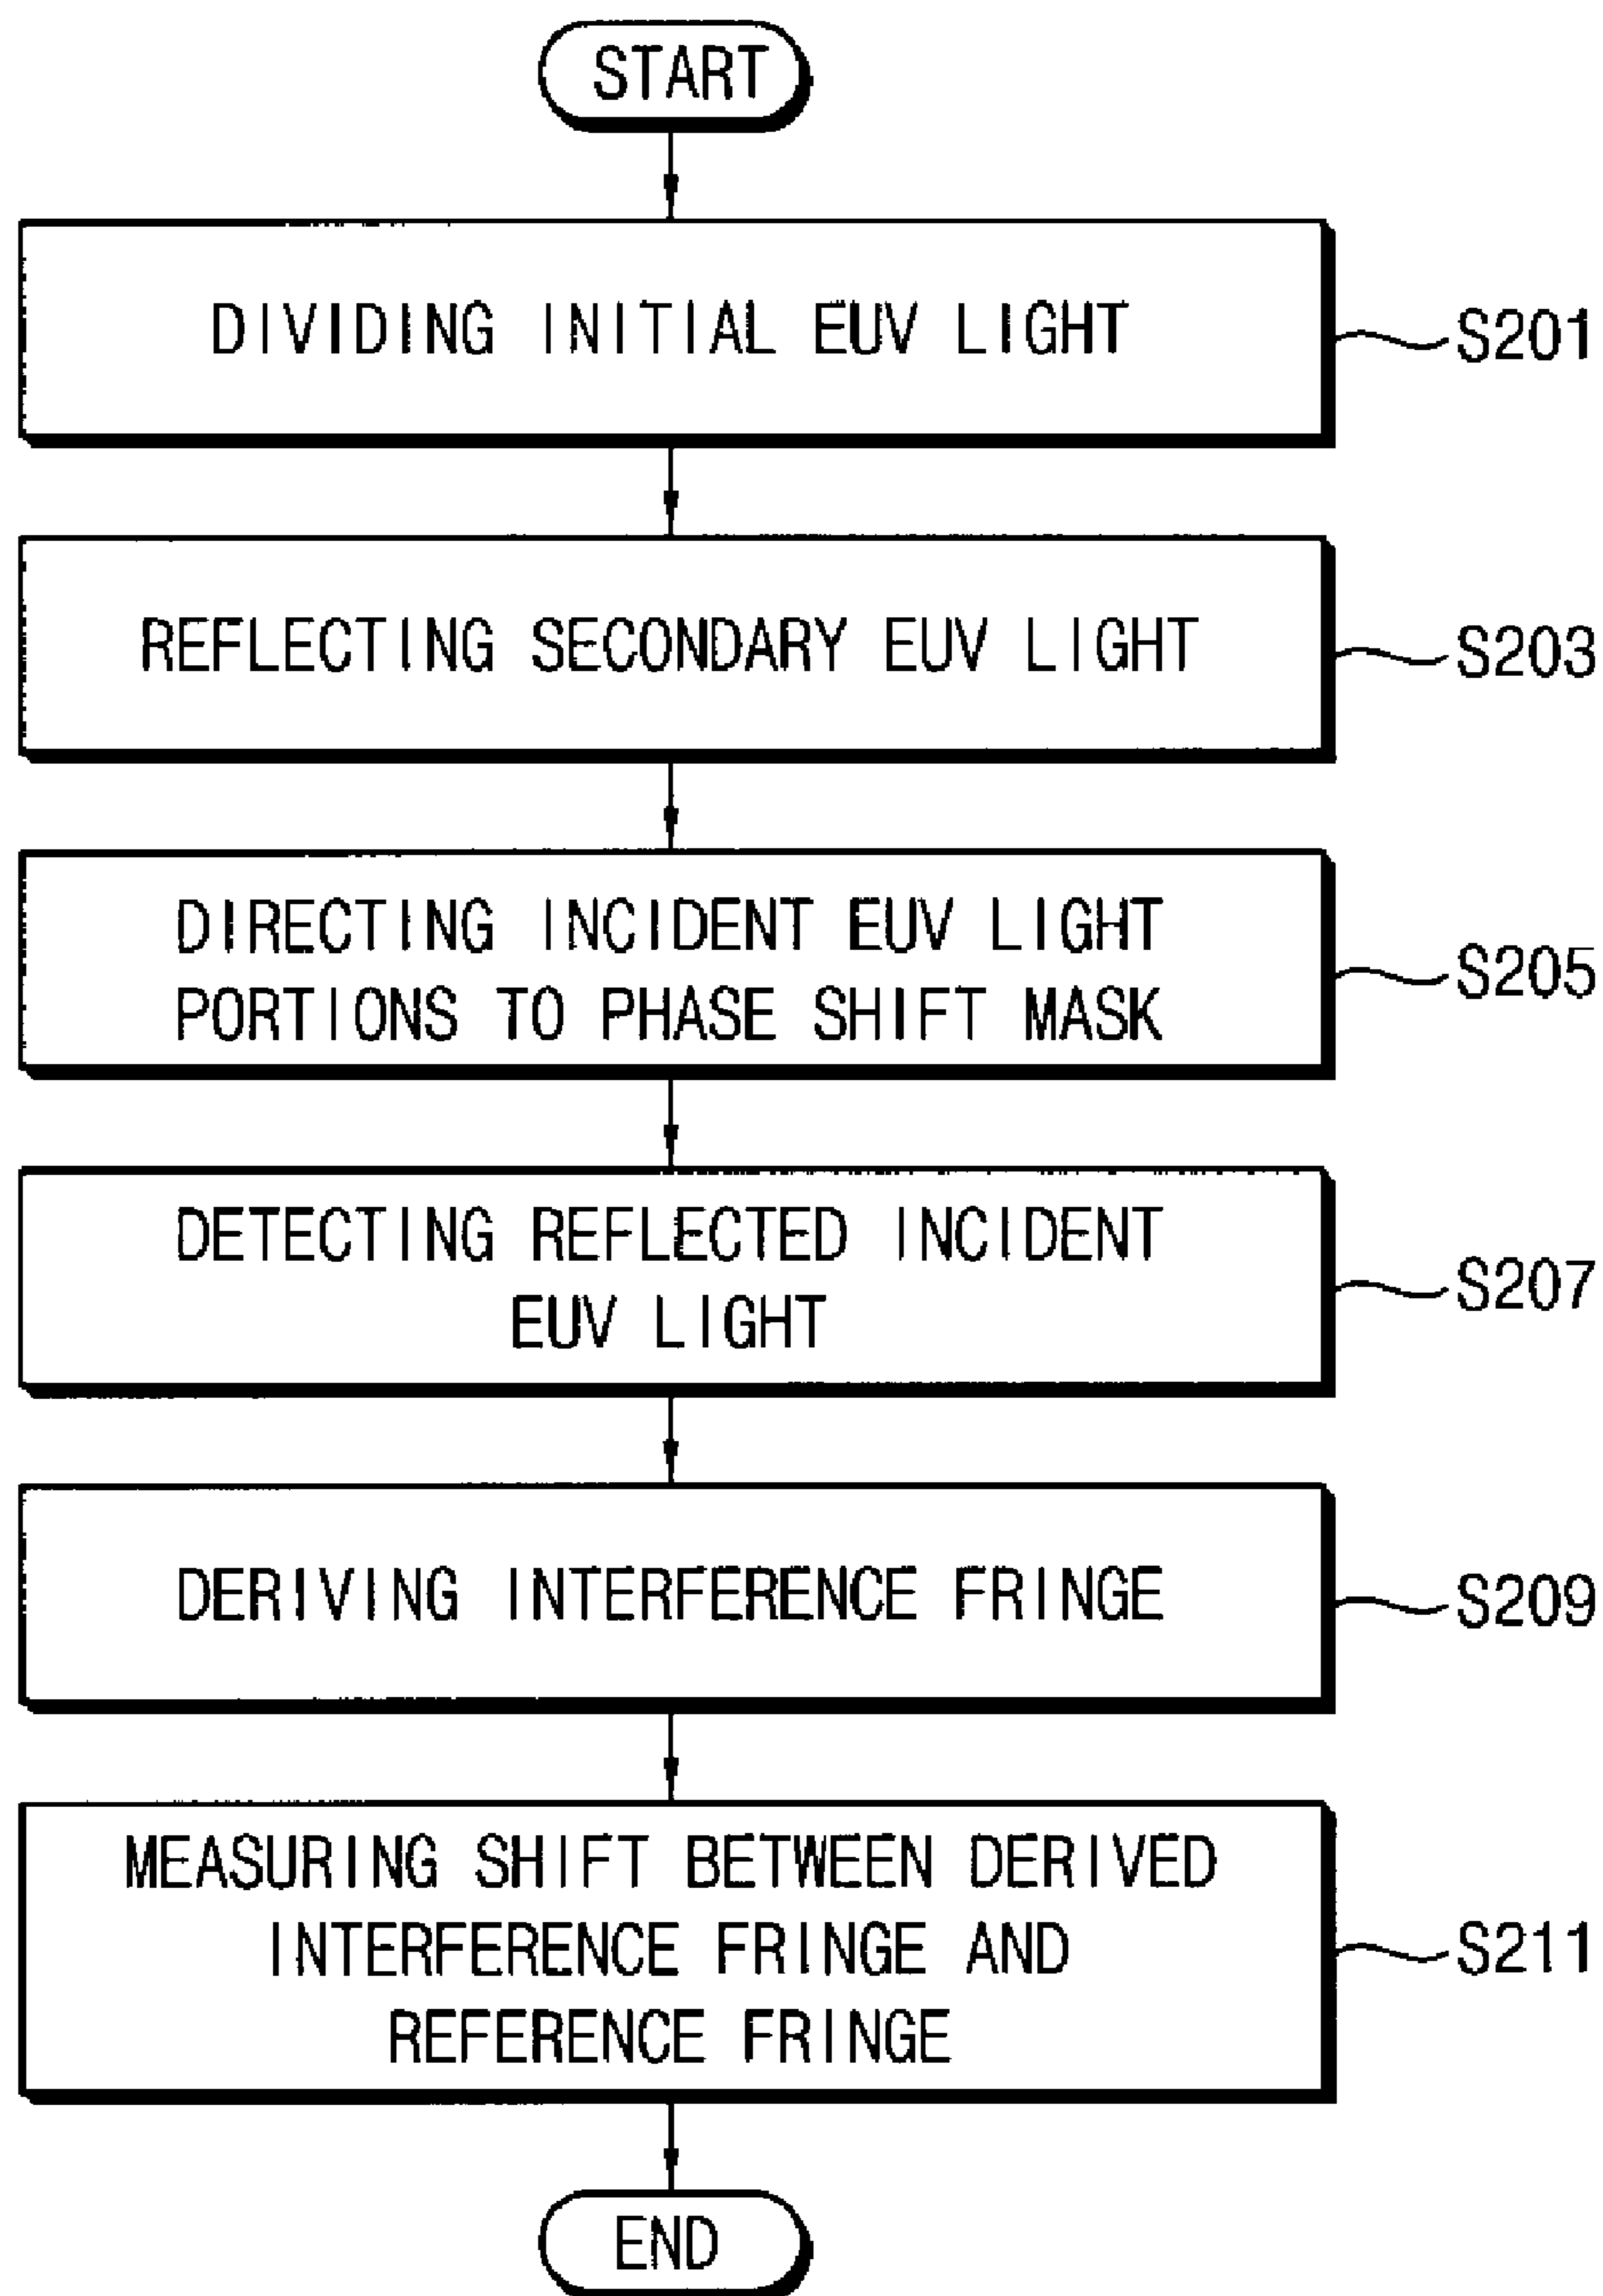 START
DIVIDING INITIAL EUV LIGHT
S201
REFLECTING SECONDARY EUV LIGHT
S203
DIRECTING INCIDENT EUV LIGHT
PORTIONS TO PHASE SHIFT MASK
S205
DETECTING REFLECTED INCIDENT
EUV LIGHT
S207
DERIVING INTERFERENCE FRINGE
S209
MEASURING SHIFT BETWEEN DERIVED
INTERFERENCE FRINGE AND
REFERENCE FRINGE
S211
END